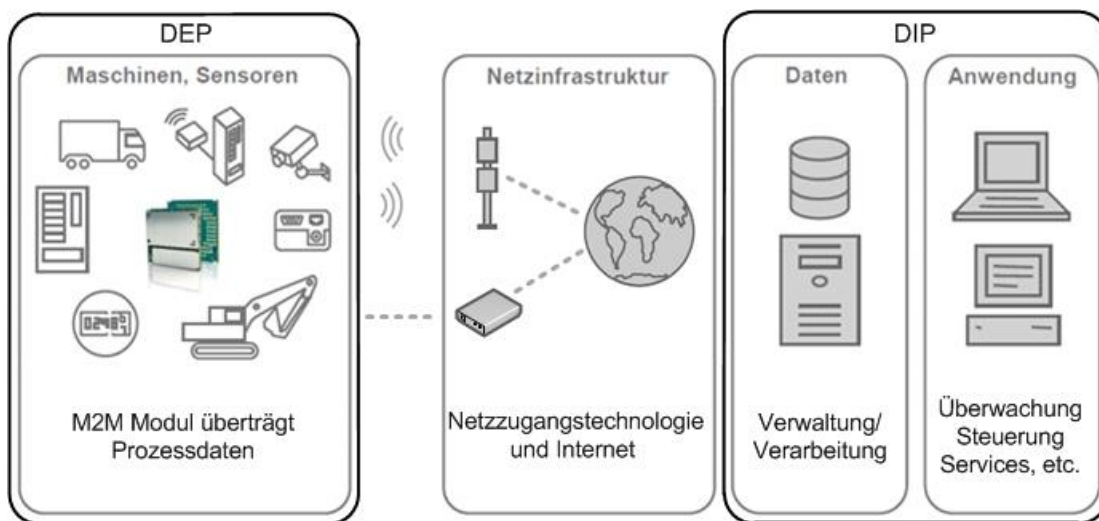 DEP
Maschinen, Sensoren
M2M Modul überträgt
Prozessdaten
Netzinfrastruktur
Netzzugangstechnologie
und Internet
DIP
Daten
Verwaltung/
Verarbeitung
Anwendung
Überwachung
Steuerung
Services, etc.